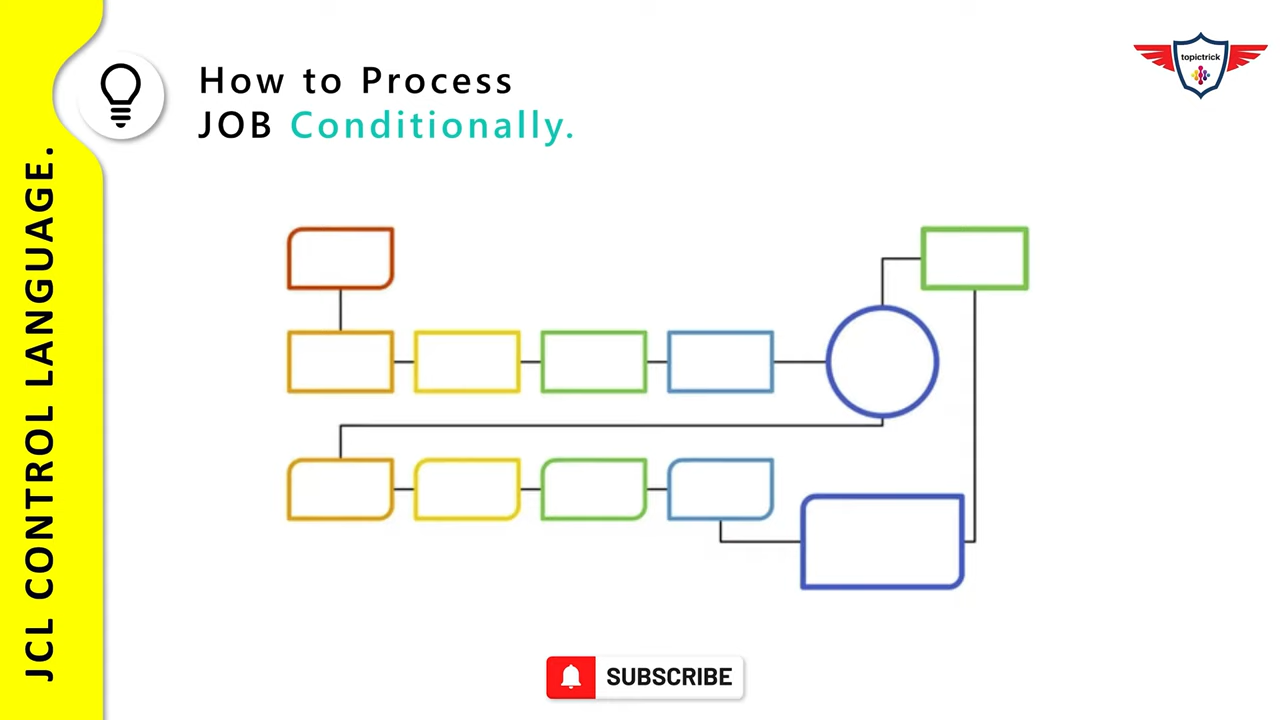 How to Process
JOB Conditionally.
topictrick
JCL CONTROL LANGUAGE.
SUBSCRIBE